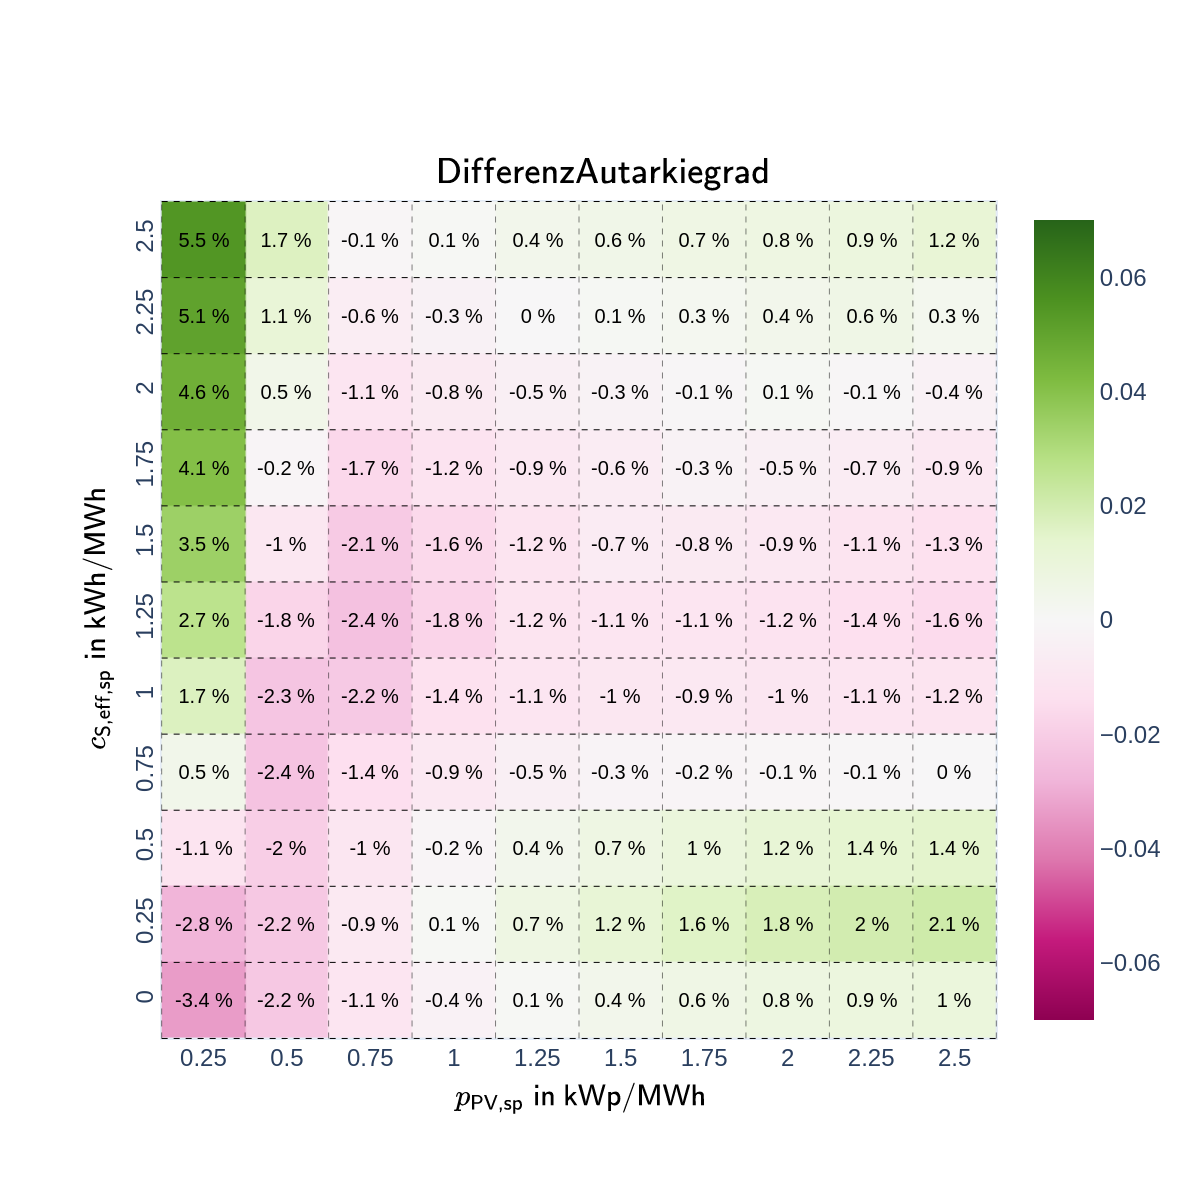 DifferenzAutarkiegrad
2.5 5.5 % 1.7 % -0.1 % 0.1 % 0.4 % 0.6 % 0.7 % 0.8 % 0.9 % 1.2 %
2.25 5.1 % 1.1 % -0.6 % -0.3 % 0 % 0.1 % 0.3 % 0.4 % 0.6 % 0.3 %
2 4.6 % 0.5 % -1.1 % -0.8 % -0.5 % -0.3 % -0.1 % 0.1 % -0.1 % -0.4 %
1.75 4.1 % -0.2 % -1.7 % -1.2 % -0.9 % -0.6 % -0.3 % -0.5 % -0.7 % -0.9 %
1.5 3.5 % -1 % -2.1 % -1.6 % -1.2 % -0.7 % -0.8 % -0.9 % -1.1 % -1.3 %
1.25 2.7 % -1.8 % -2.4 % -1.8 % -1.2 % -1.1 % -1.1 % -1.2 % -1.4 % -1.6 %
1 1.7 % -2.3 % -2.2 % -1.4 % -1.1 % -1 % -0.9 % -1 % -1.1 % -1.2 %
0.75 0.5 % -2.4 % -1.4 % -0.9 % -0.5 % -0.3 % -0.2 % -0.1 % -0.1 % 0 %
0.5 -1.1 % -2 % -1 % -0.2 % 0.4 % 0.7 % 1 % 1.2 % 1.4 % 1.4 %
0.25 -2.8 % -2.2 % -0.9 % 0.1 % 0.7 % 1.2 % 1.6 % 1.8 % 2 % 2.1 %
0 -3.4 % -2.2 % -1.1 % -0.4 % 0.1 % 0.4 % 0.6 % 0.8 % 0.9 % 1 %
0.25 0.5 0.75 1 1.25 1.5 1.75 2 2.25 2.5
p PV,sp in kWp/MWh
c S,eff,sp in kWh/MWh
0.06
0.04
0.02
0
−0.02
−0.04
−0.06